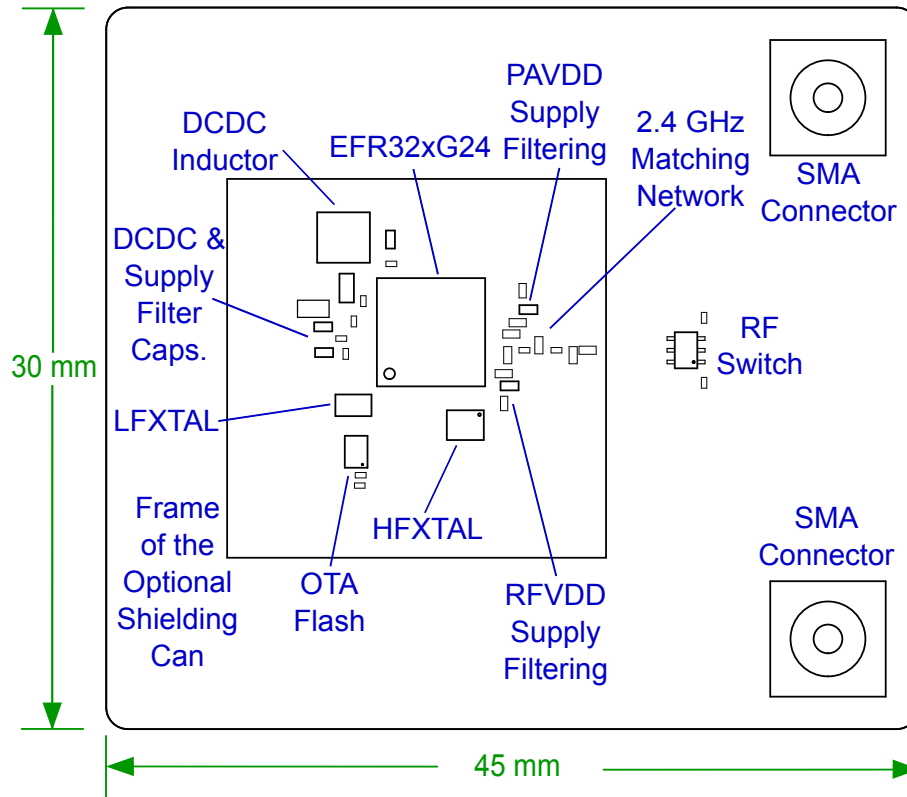 PAVDD
Supply
Filtering
DCDC
Inductor
EFR32xG24
2.4 GHz
Matching
Network
SMA
Connector
DCDC &
Supply
Filter
Caps.
30 mm
RF
Switch
LFXTAL
Frame
of the
Optional
Shielding
Can
OTA
Flash
HFXTAL
RFVDD
Supply
Filtering
SMA
Connector
45 mm